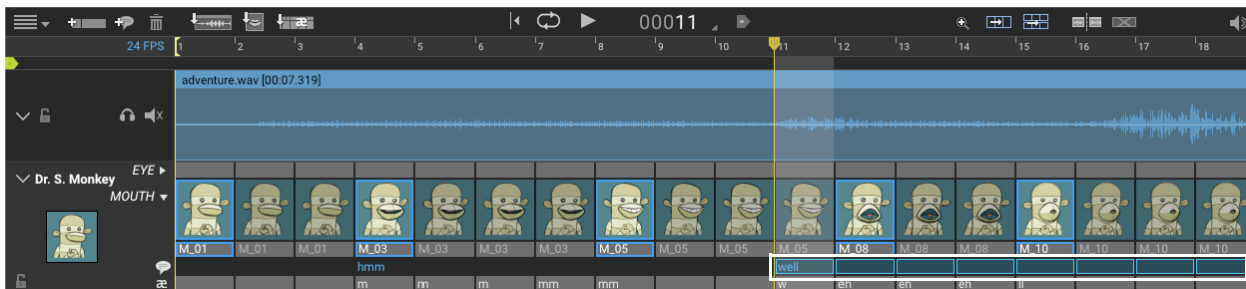 æ 00011
24 FPS 1 2 3 4 5 6 7 8 9 10 11 12 13 14 15 16 17 18
adventure.wav [00:07.319]
EYE
Dr. S. Monkey
MOUTH
M_01 M_01 M_01 M_03 M_03 M_03 M_03 M_05 M_05 M_05 M_05 M_08 M_08 M_08 M_10 M_10 M_10 M_10
hmm well
æ m m m mm mm w eh eh eh ll